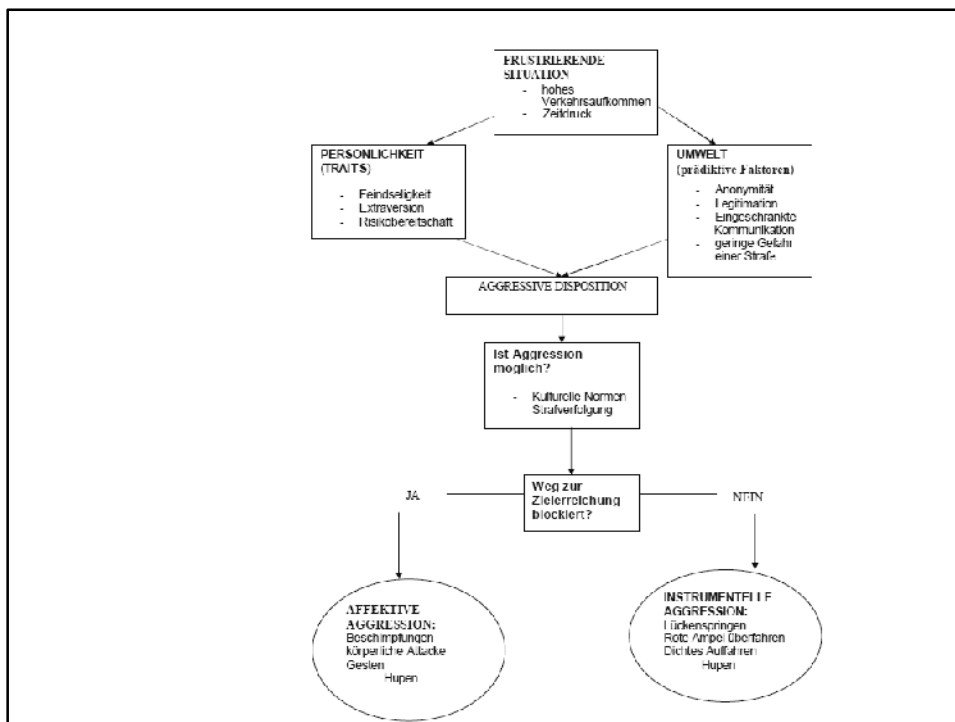 FRUSTRIERENDE
SITUATION
- hohes
Verkehrsaufkommen
- Zeitdruck
PERSÖNLICHKEIT
(TRAITS)
- Feindseligkeit
- Extraversion
- Risikobereitschaft
UMWELT
(prädiktive Faktoren)
- Anonymität
- Legitimation
- Eingeschränkte
Kommunikation
- geringe Gefahr
einer Straße
AGGRESSIVE DISPOSITION
Ist Aggression
möglich?
- Kulturelle Normen
Strafverfolgung
Weg zur
Zielerreichung
blockiert?
JA
NEIN
AFFEKTIVE
AGGRESSION:
Beschimpfungen
körperliche Attacke
Gesten
Hupen
INSTRUMENTELLE
AGGRESSION:
Lückenspringen
Rote Ampel überfahren
Dichtes Auffahren
Hupen